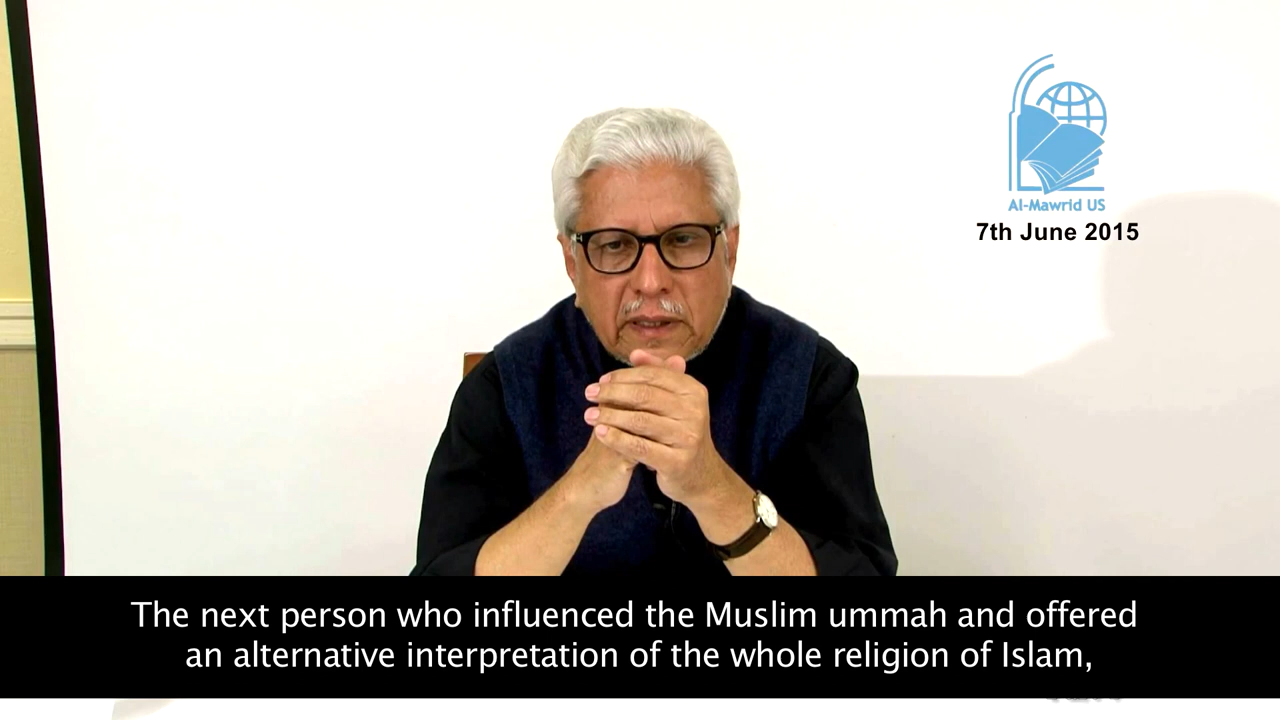 Al-Mawrid US
7th June 2015
The next person who influenced the Muslim ummah and offered
an alternative interpretation of the whole religion of Islam,